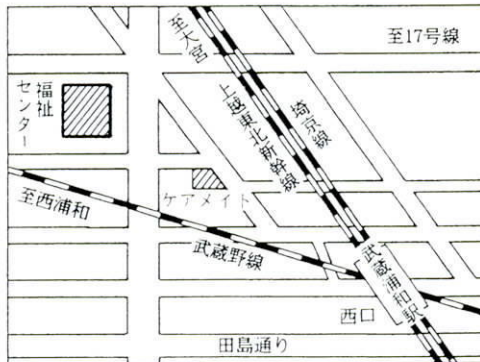 至大宮
至17号線
福祉
センター
上越東北新幹線
埼京線
ケアメイト
至西浦和
武蔵野線
武蔵浦和駅
西口
田島通り